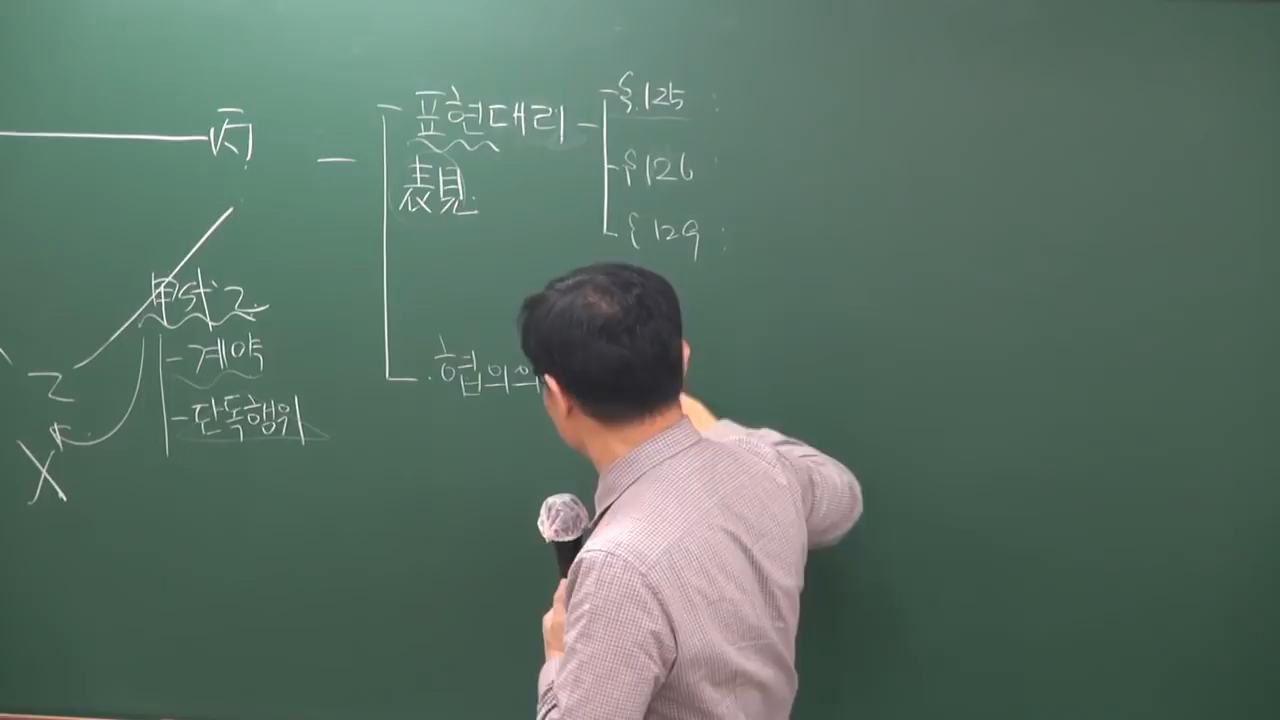 丙
표현대리
表見
§125 :
§126 :
§129 :
협의의
甲
- 계약
- 단독행위
乙
X